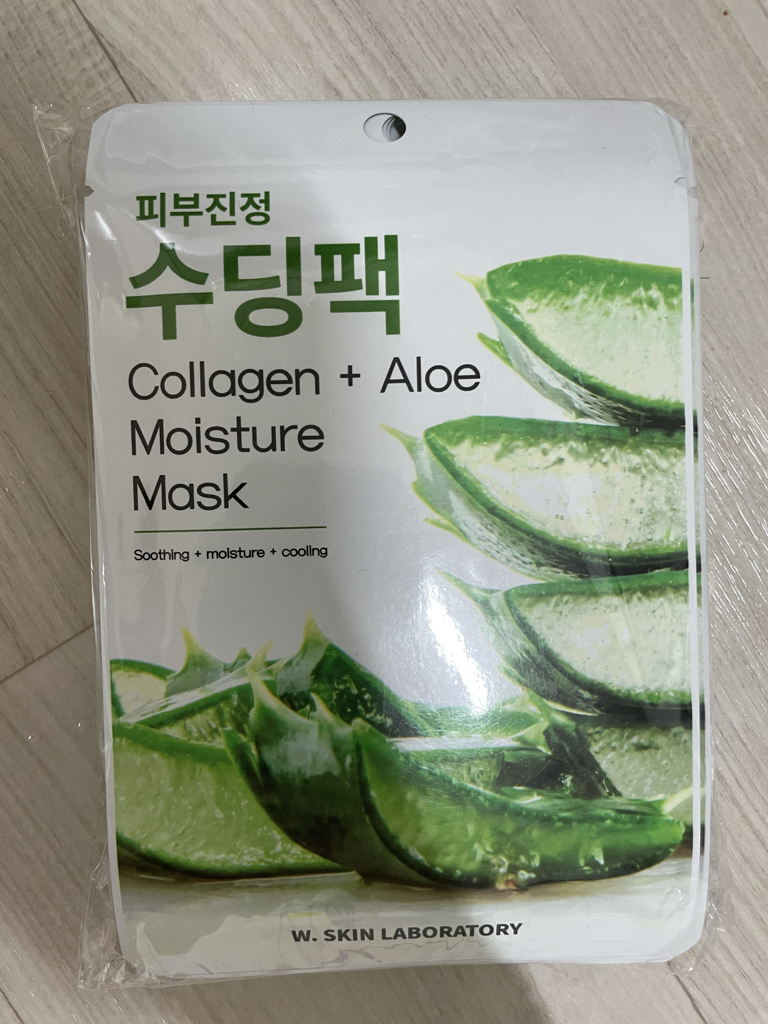 피부진정
수딩팩
Collagen + Aloe
Moisture
Mask
Soothing + moisture + cooling
W. SKIN LABORATORY